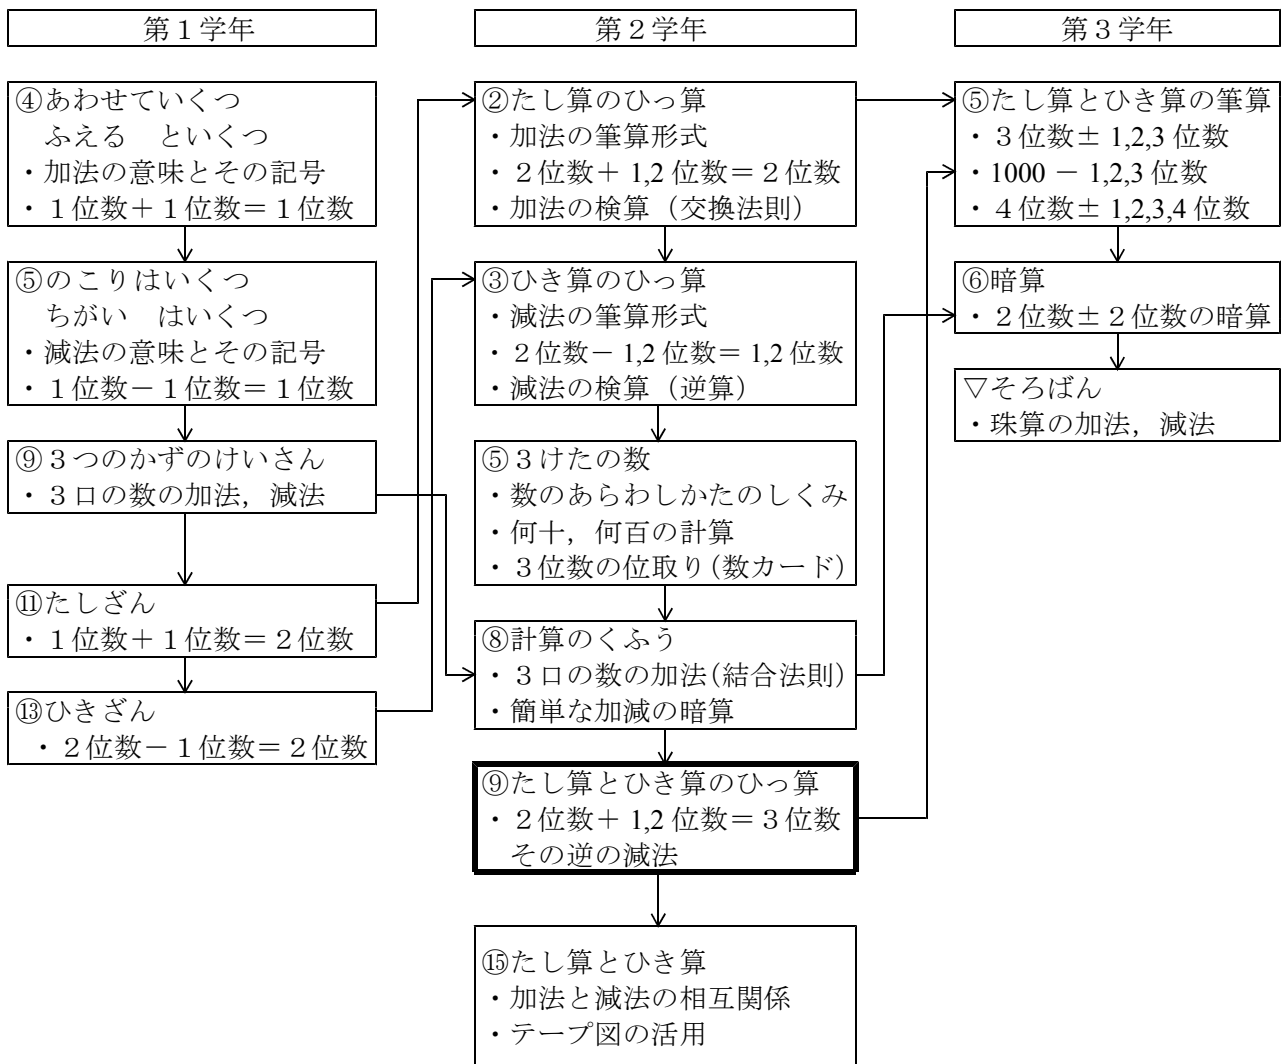 第１学年
④あわせていくつ
ふえる　といくつ
・加法の意味とその記号
・１位数＋１位数＝１位数
⑤のこりはいくつ
ちがい　はいくつ
・減法の意味とその記号
・１位数－１位数＝１位数
⑨３つのかずのけいさん
・３口の数の加法，減法
⑪たしざん
・１位数＋１位数＝２位数
⑬ひきざん
・２位数－１位数＝２位数
第２学年
②たし算のひっ算
・加法の筆算形式
・２位数＋1,2位数＝２位数
・加法の検算（交換法則）
③ひき算のひっ算
・減法の筆算形式
・２位数－1,2位数＝1,2位数
・減法の検算（逆算）
⑤３けたの数
・数のあらわしかたのしくみ
・何十，何百の計算
・３位数の位取り(数カード)
⑧計算のくふう
・３口の数の加法(結合法則)
・簡単な加減の暗算
⑨たし算とひき算のひっ算
・２位数＋1,2位数＝３位数
その逆の減法
⑮たし算とひき算
・加法と減法の相互関係
・テープ図の活用
第３学年
⑤たし算とひき算の筆算
・３位数±1,2,3位数
・1000－1,2,3位数
・４位数±1,2,3,4位数
⑥暗算
・２位数±２位数の暗算
▽そろばん
・珠算の加法，減法